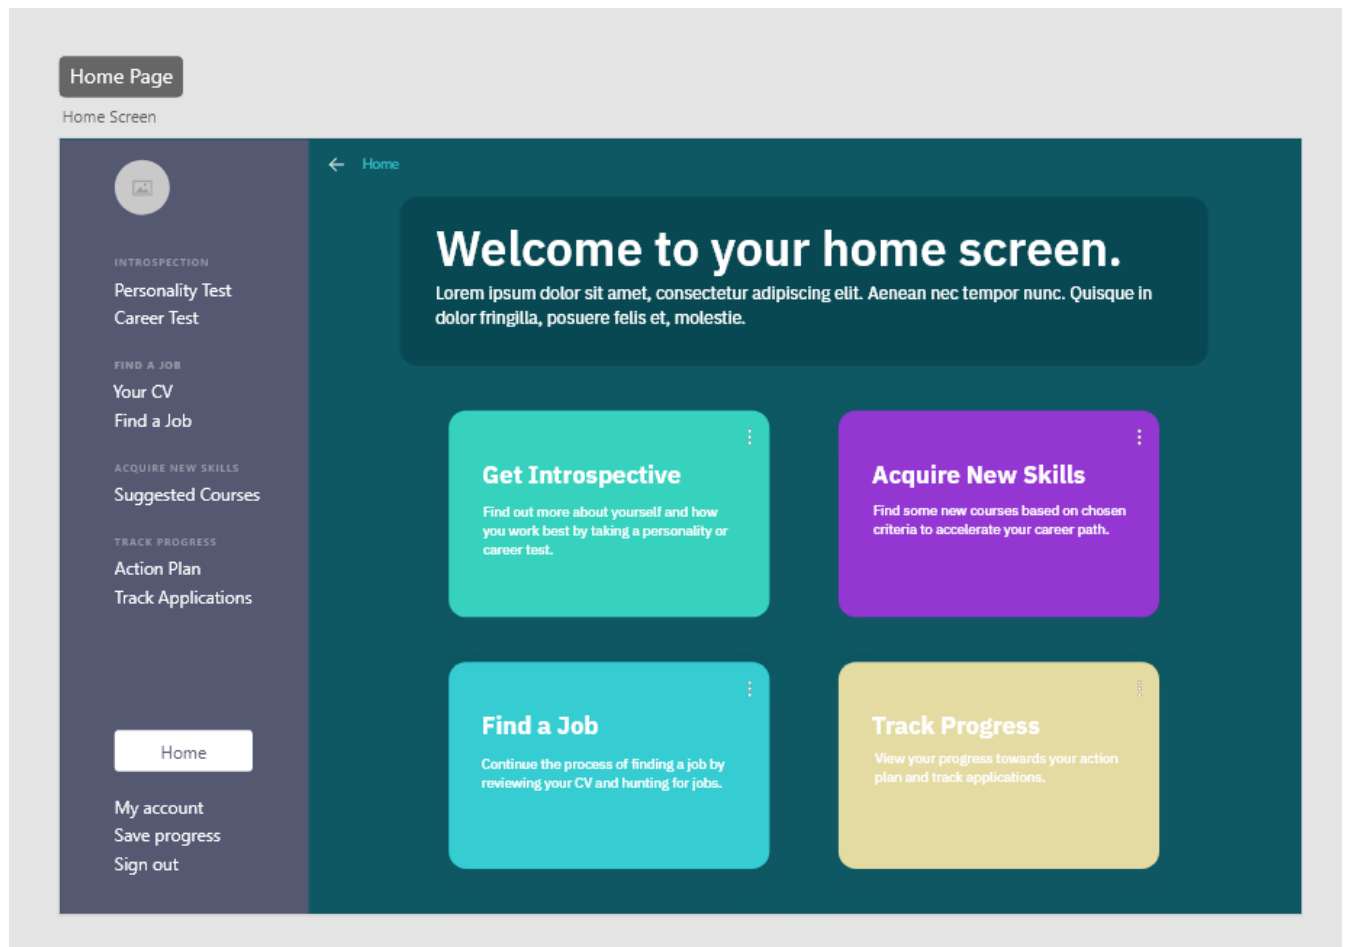 Home Page
Home Screen
INTROSPECTION
Personality Test
Career Test
FIND A JOB
Your CV
Find a Job
ACQUIRE NEW SKILLS
Suggested Courses
TRACK PROGRESS
Action Plan
Track Applications
Home
My account
Save progress
Sign out
Home
Welcome to your home screen.
Lorem ipsum dolor sit amet, consectetur adipiscing elit. Aenean nec tempor nunc. Quisque in
dolor fringilla, posuere felis et, molestie.
Get Introspective
Find out more about yourself and how
you work best by taking a personality or
career test.
Acquire New Skills
Find some new courses based on chosen
criteria to accelerate your career path.
Find a Job
Continue the process of finding a job by
reviewing your CV and hunting for jobs.
Track Progress
View your progress towards your action
plan and track applications.